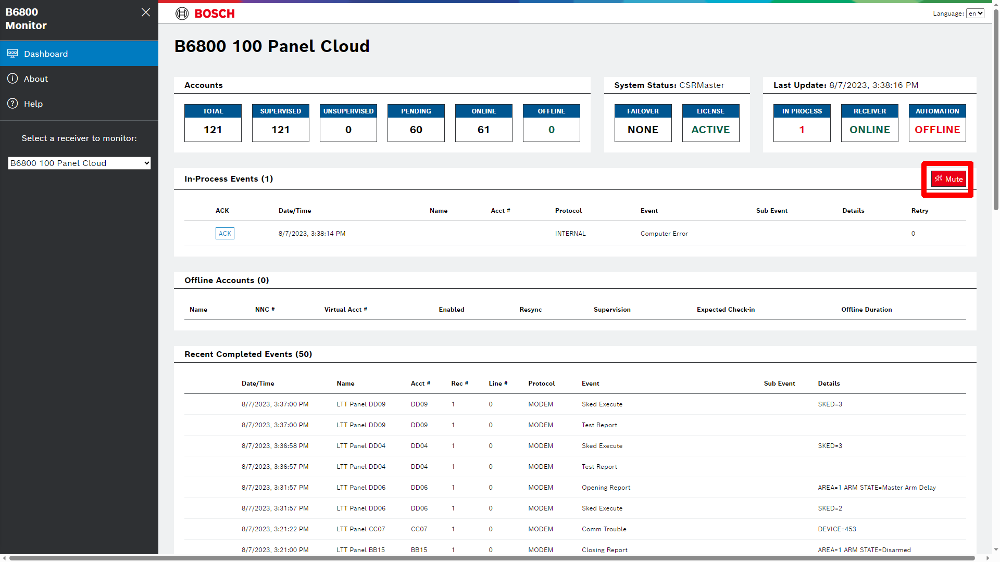 B6800
Monitor
Dashboard
About
Help
Select a receiver to monitor:
B6800 100 Panel Cloud
BOSCH
Language: en
B6800 100 Panel Cloud
Accounts
TOTAL SUPERVISED UNSUPERVISED PENDING ONLINE OFFLINE
121 121 0 60 61 0
System Status: CSRMaster
FAILOVER LICENSE
NONE ACTIVE
Last Update: 8/7/2023, 3:38:16 PM
IN PROCESS RECEIVER AUTOMATION
1 ONLINE OFFLINE
In-Process Events (1) Mute
ACK Date/Time Name Acct # Protocol Event Sub Event Details Retry
ACK 8/7/2023, 3:38:14 PM INTERNAL Computer Error 0
Offline Accounts (0)
Name NNC # Virtual Acct # Enabled Resync Supervision Expected Check-in Offline Duration
Recent Completed Events (50)
Date/Time Name Acct # Rec # Line # Protocol Event Sub Event Details
8/7/2023, 3:37:00 PM LTT Panel DD09 DD09 1 0 MODEM Sked Execute SKED=3
8/7/2023, 3:37:00 PM LTT Panel DD09 DD09 1 0 MODEM Test Report
8/7/2023, 3:36:58 PM LTT Panel DD04 DD04 1 0 MODEM Sked Execute SKED=3
8/7/2023, 3:36:57 PM LTT Panel DD04 DD04 1 0 MODEM Test Report
8/7/2023, 3:31:57 PM LTT Panel DD06 DD06 1 0 MODEM Opening Report AREA=1 ARM STATE=Master Arm Delay
8/7/2023, 3:31:57 PM LTT Panel DD06 DD06 1 0 MODEM Sked Execute SKED=2
8/7/2023, 3:21:22 PM LTT Panel CC07 CC07 1 0 MODEM Comm Trouble DEVICE=453
8/7/2023, 3:21:00 PM LTT Panel BB15 BB15 1 0 MODEM Closing Report AREA=1 ARM STATE=Disarmed